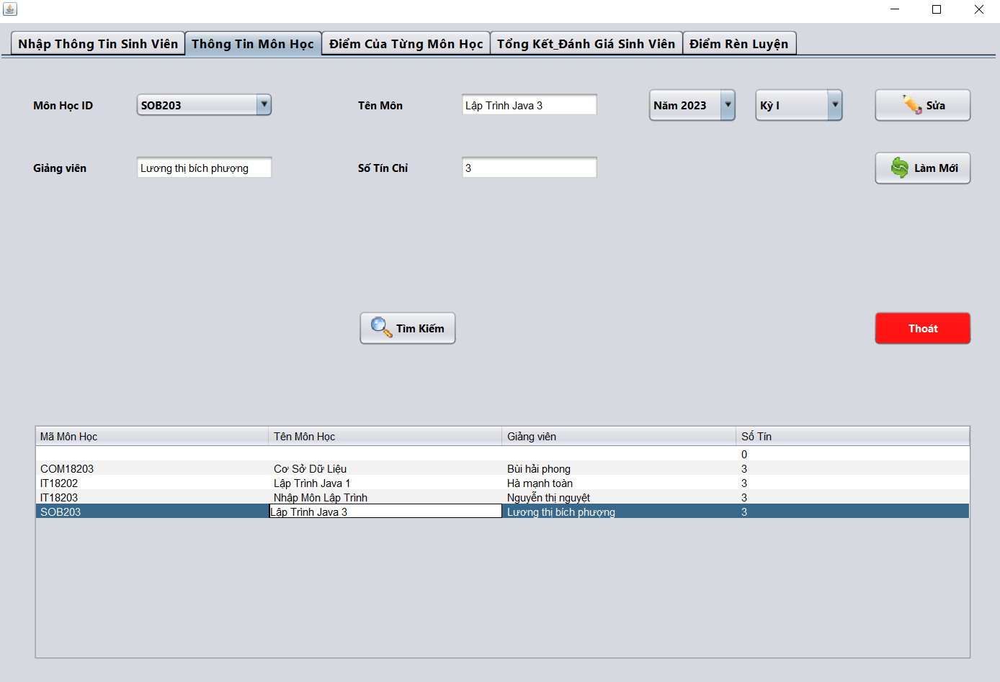 Nhập Thông Tin Sinh Viên Thông Tin Môn Học Điểm Của Từng Môn Học Tổng Kết_Đánh Giá Sinh Viên Điểm Rèn Luyện
Môn Học ID SOB203 Tên Môn Lập Trình Java 3 Năm 2023 Kỳ I Sửa
Giảng viên Lương thị bích phượng Số Tín Chỉ 3 Làm Mới
Tìm Kiếm Thoát
Mã Môn Học Tên Môn Học Giảng viên Số Tín
0
COM18203 Cơ Sở Dữ Liệu Bùi hải phong 3
IT18202 Lập Trình Java 1 Hà mạnh toàn 3
IT18203 Nhập Môn Lập Trình Nguyễn thị nguyệt 3
SOB203 Lập Trình Java 3 Lương thị bích phượng 3